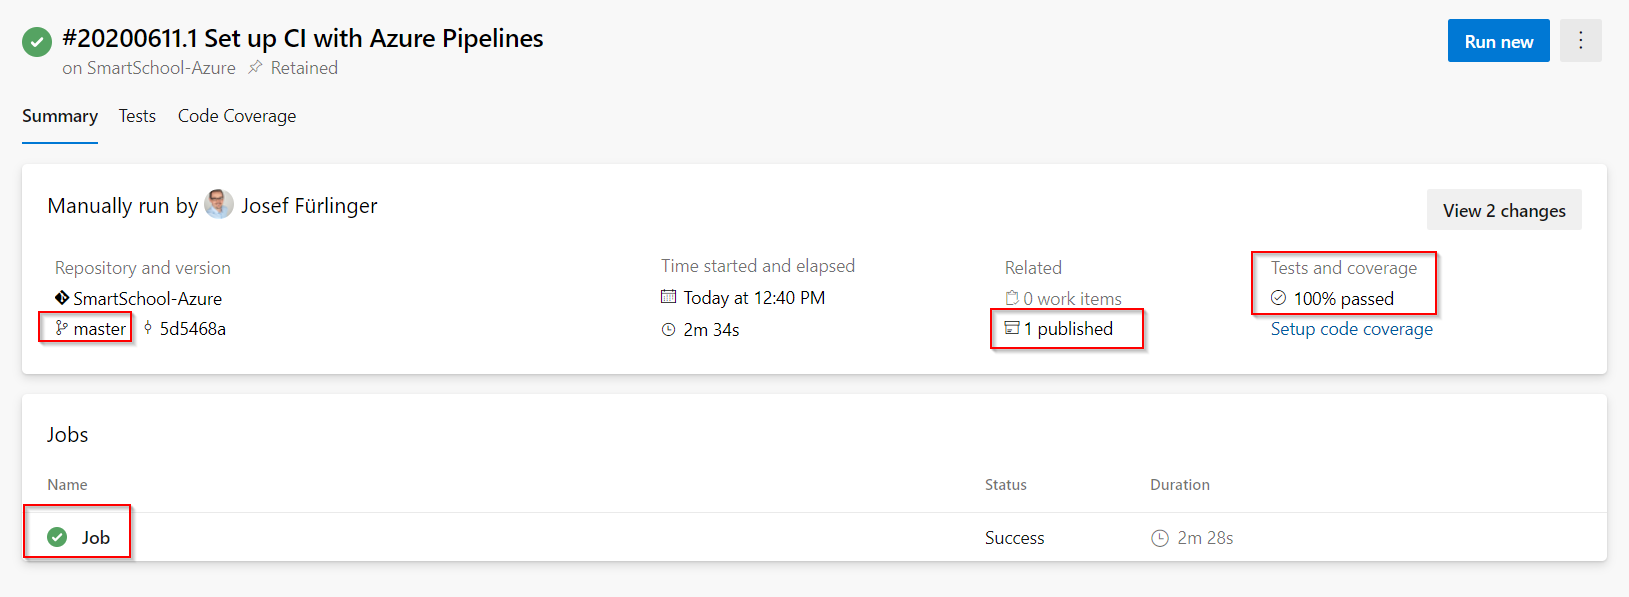 #20200611.1 Set up CI with Azure Pipelines
Run new
on SmartSchool-Azure Retained
Summary Tests Code Coverage
Manually run by Josef Fürlinger
View 2 changes
Repository and version
SmartSchool-Azure
master 5d5468a
Time started and elapsed
Today at 12:40 PM
2m 34s
Related
0 work items
1 published
Tests and coverage
100% passed
Setup code coverage
Jobs
Name Status Duration
Job Success 2m 28s